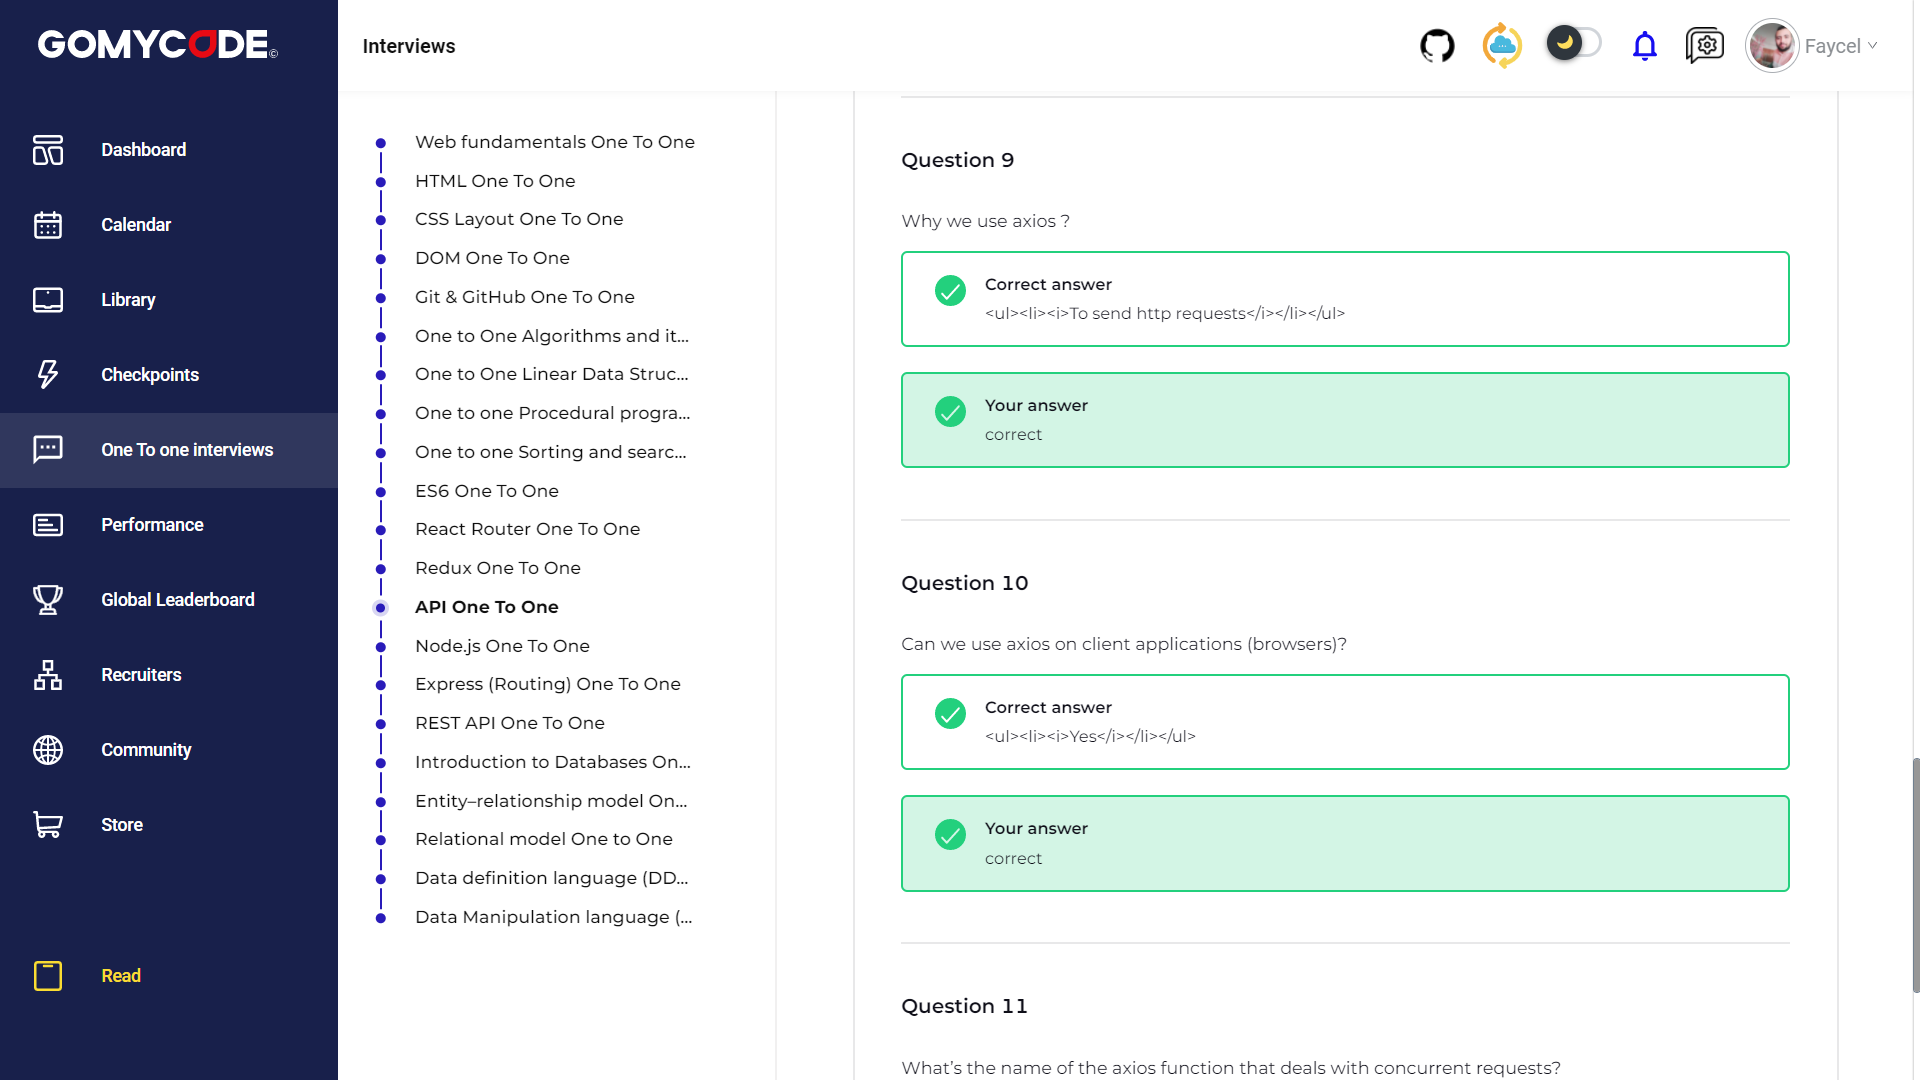 GOMYCODE©
Interviews
Faycel
Dashboard
Calendar
Library
Checkpoints
One To one interviews
Performance
Global Leaderboard
Recruiters
Community
Store
Read
Web fundamentals One To One
HTML One To One
CSS Layout One To One
DOM One To One
Git & GitHub One To One
One to One Algorithms and it...
One to One Linear Data Struc...
One to one Procedural progra...
One to one Sorting and searc...
ES6 One To One
React Router One To One
Redux One To One
API One To One
Node.js One To One
Express (Routing) One To One
REST API One To One
Introduction to Databases On...
Entity–relationship model On...
Relational model One to One
Data definition language (DD...
Data Manipulation language (...
Question 9
Why we use axios ?
Correct answer
<ul><li><i>To send http requests</i></li></ul>
Your answer
correct
Question 10
Can we use axios on client applications (browsers)?
Correct answer
<ul><li><i>Yes</i></li></ul>
Your answer
correct
Question 11
What’s the name of the axios function that deals with concurrent requests?